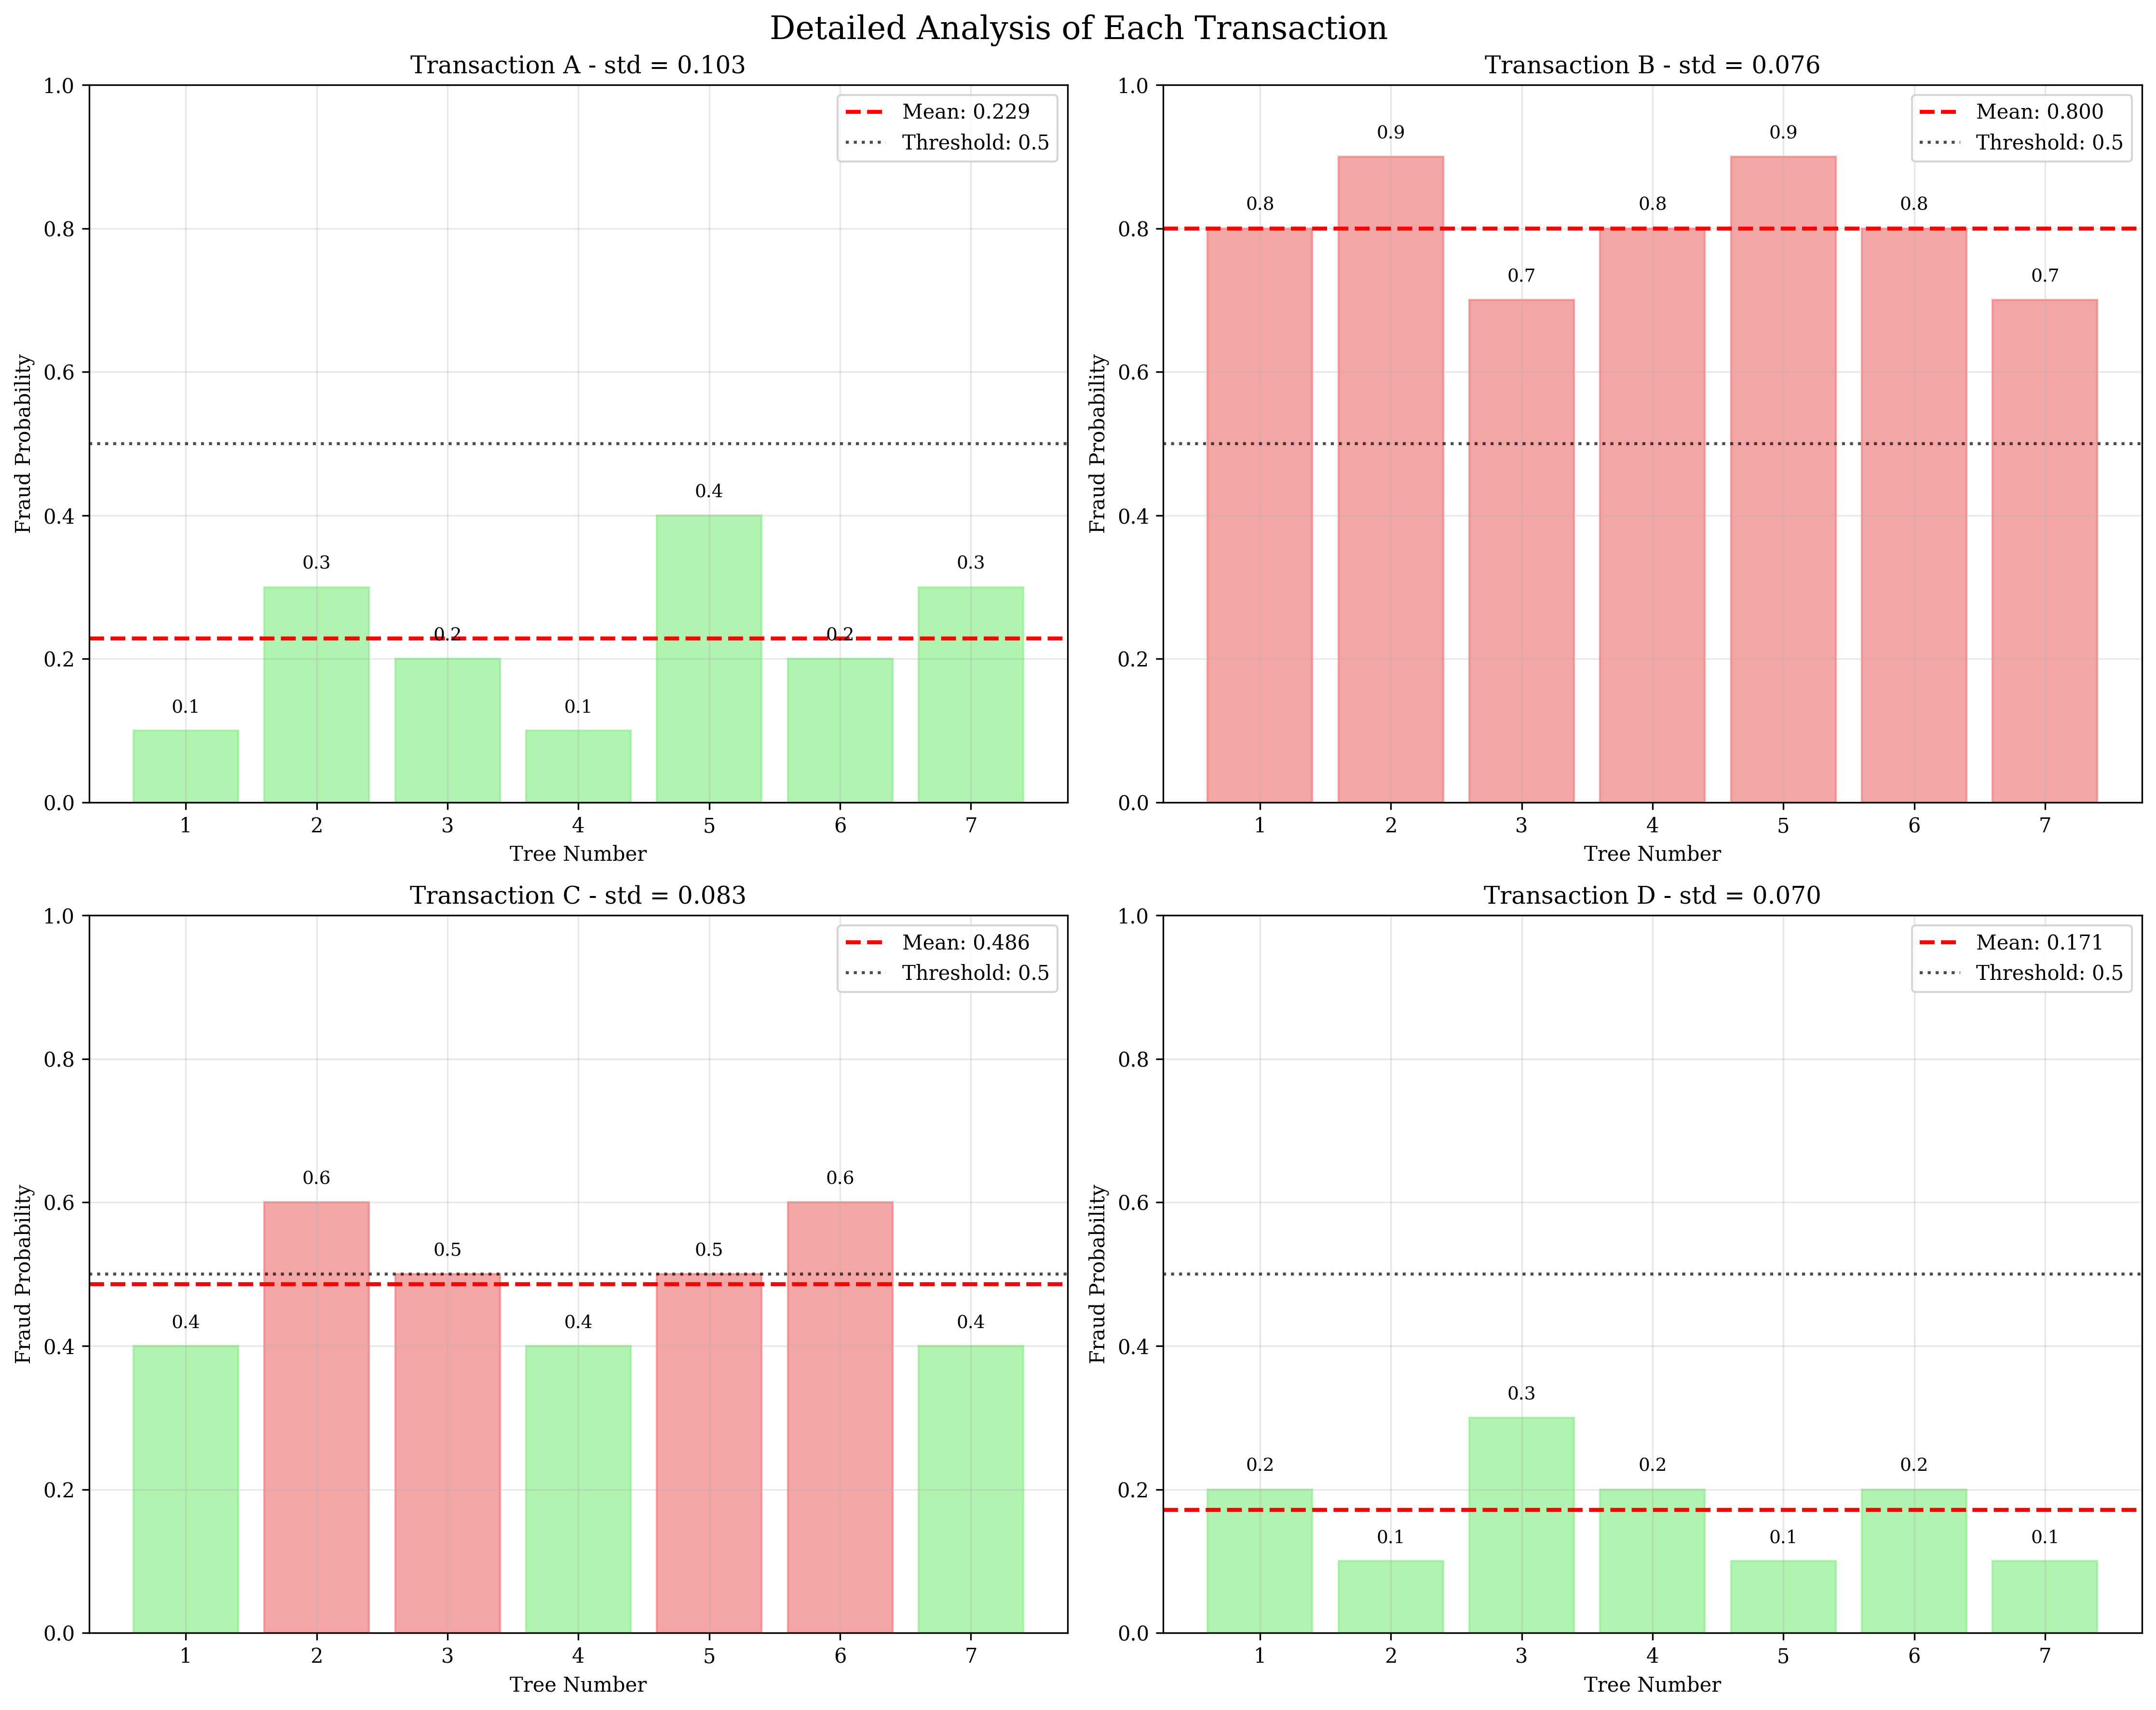 Detailed Analysis of Each Transaction
Transaction A - std = 0.103
1.0
0.8
0.6
0.4
0.2
0.0
Fraud Probability
Mean: 0.229
Threshold: 0.5
0.1
0.3
0.2
0.1
0.4
0.2
0.3
1 2 3 4 5 6 7
Tree Number
Transaction B - std = 0.076
1.0
0.8
0.6
0.4
0.2
0.0
Fraud Probability
Mean: 0.800
Threshold: 0.5
0.8
0.9
0.7
0.8
0.9
0.8
0.7
1 2 3 4 5 6 7
Tree Number
Transaction C - std = 0.083
1.0
0.8
0.6
0.4
0.2
0.0
Fraud Probability
Mean: 0.486
Threshold: 0.5
0.4
0.6
0.5
0.4
0.5
0.6
0.4
1 2 3 4 5 6 7
Tree Number
Transaction D - std = 0.070
1.0
0.8
0.6
0.4
0.2
0.0
Fraud Probability
Mean: 0.171
Threshold: 0.5
0.2
0.1
0.3
0.2
0.1
0.2
0.1
1 2 3 4 5 6 7
Tree Number